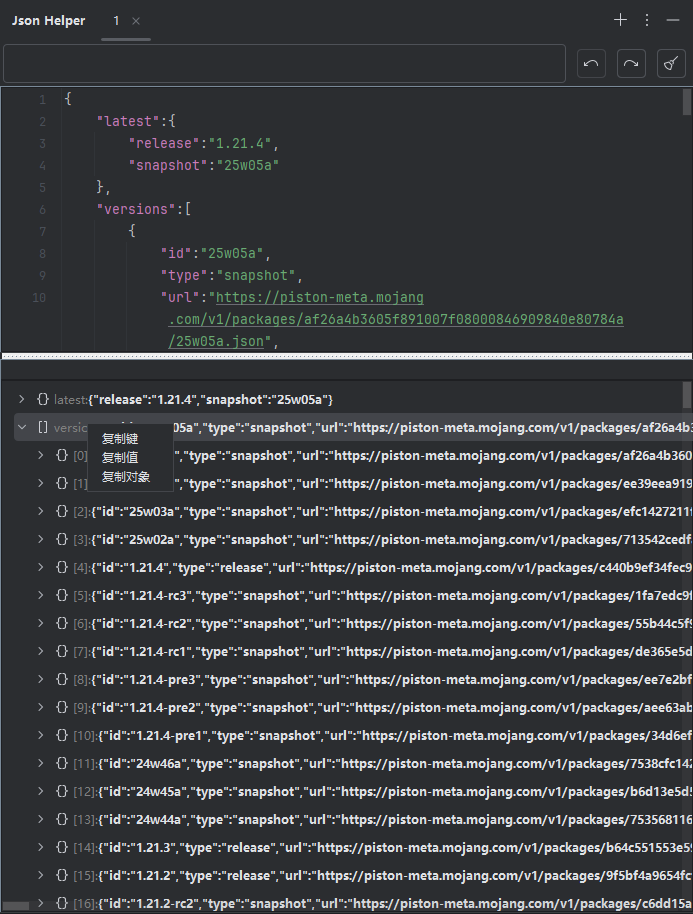 Json Helper 1
1 {
2 "latest":{
3 "release":"1.21.4",
4 "snapshot":"25w05a"
5 },
6 "versions":[
7 {
8 "id":"25w05a",
9 "type":"snapshot",
10 "url":"https://piston-meta.mojang
.com/v1/packages/af26a4b3605f891007f08000846909840e80784a
/25w05a.json",
{} latest:{"release":"1.21.4","snapshot":"25w05a"}
[] 05a","type":"snapshot","url":"https://piston-meta.mojang.com/v1/packages/af26a4b3
复制键
复制值
复制对象
{} [0] ,"type":"snapshot","url":"https://piston-meta.mojang.com/v1/packages/af26a4b360
{} [1] ,"type":"snapshot","url":"https://piston-meta.mojang.com/v1/packages/ee39eea919
{} [2]:{"id":"25w03a","type":"snapshot","url":"https://piston-meta.mojang.com/v1/packages/efc1427211
{} [3]:{"id":"25w02a","type":"snapshot","url":"https://piston-meta.mojang.com/v1/packages/713542cedf
{} [4]:{"id":"1.21.4","type":"release","url":"https://piston-meta.mojang.com/v1/packages/c440b9ef34fec9
{} [5]:{"id":"1.21.4-rc3","type":"snapshot","url":"https://piston-meta.mojang.com/v1/packages/1fa7edc9f
{} [6]:{"id":"1.21.4-rc2","type":"snapshot","url":"https://piston-meta.mojang.com/v1/packages/55b44c5f9
{} [7]:{"id":"1.21.4-rc1","type":"snapshot","url":"https://piston-meta.mojang.com/v1/packages/de365e5d
{} [8]:{"id":"1.21.4-pre3","type":"snapshot","url":"https://piston-meta.mojang.com/v1/packages/ee7e2bf
{} [9]:{"id":"1.21.4-pre2","type":"snapshot","url":"https://piston-meta.mojang.com/v1/packages/aee63ab
{} [10]:{"id":"1.21.4-pre1","type":"snapshot","url":"https://piston-meta.mojang.com/v1/packages/34d6ef
{} [11]:{"id":"24w46a","type":"snapshot","url":"https://piston-meta.mojang.com/v1/packages/7538cfc142
{} [12]:{"id":"24w45a","type":"snapshot","url":"https://piston-meta.mojang.com/v1/packages/b6d13e5d5
{} [13]:{"id":"24w44a","type":"snapshot","url":"https://piston-meta.mojang.com/v1/packages/753568116
{} [14]:{"id":"1.21.3","type":"release","url":"https://piston-meta.mojang.com/v1/packages/b64c551553e59
{} [15]:{"id":"1.21.2","type":"release","url":"https://piston-meta.mojang.com/v1/packages/9f5bf4a9654fc
{} [16]:{"id":"1.21.2-rc2","type":"snapshot","url":"https://piston-meta.mojang.com/v1/packages/c6dd15a